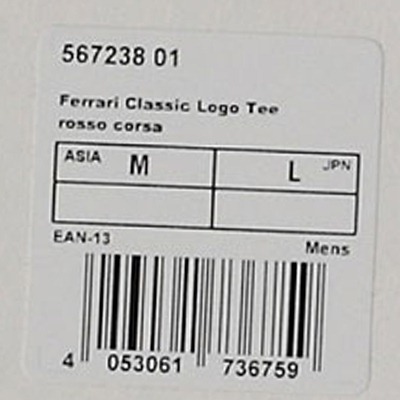 567238 01
Ferrari Classic Logo Tee
rosso corsa
ASIA M L JPN
EAN-13 Mens
4 053061 736759